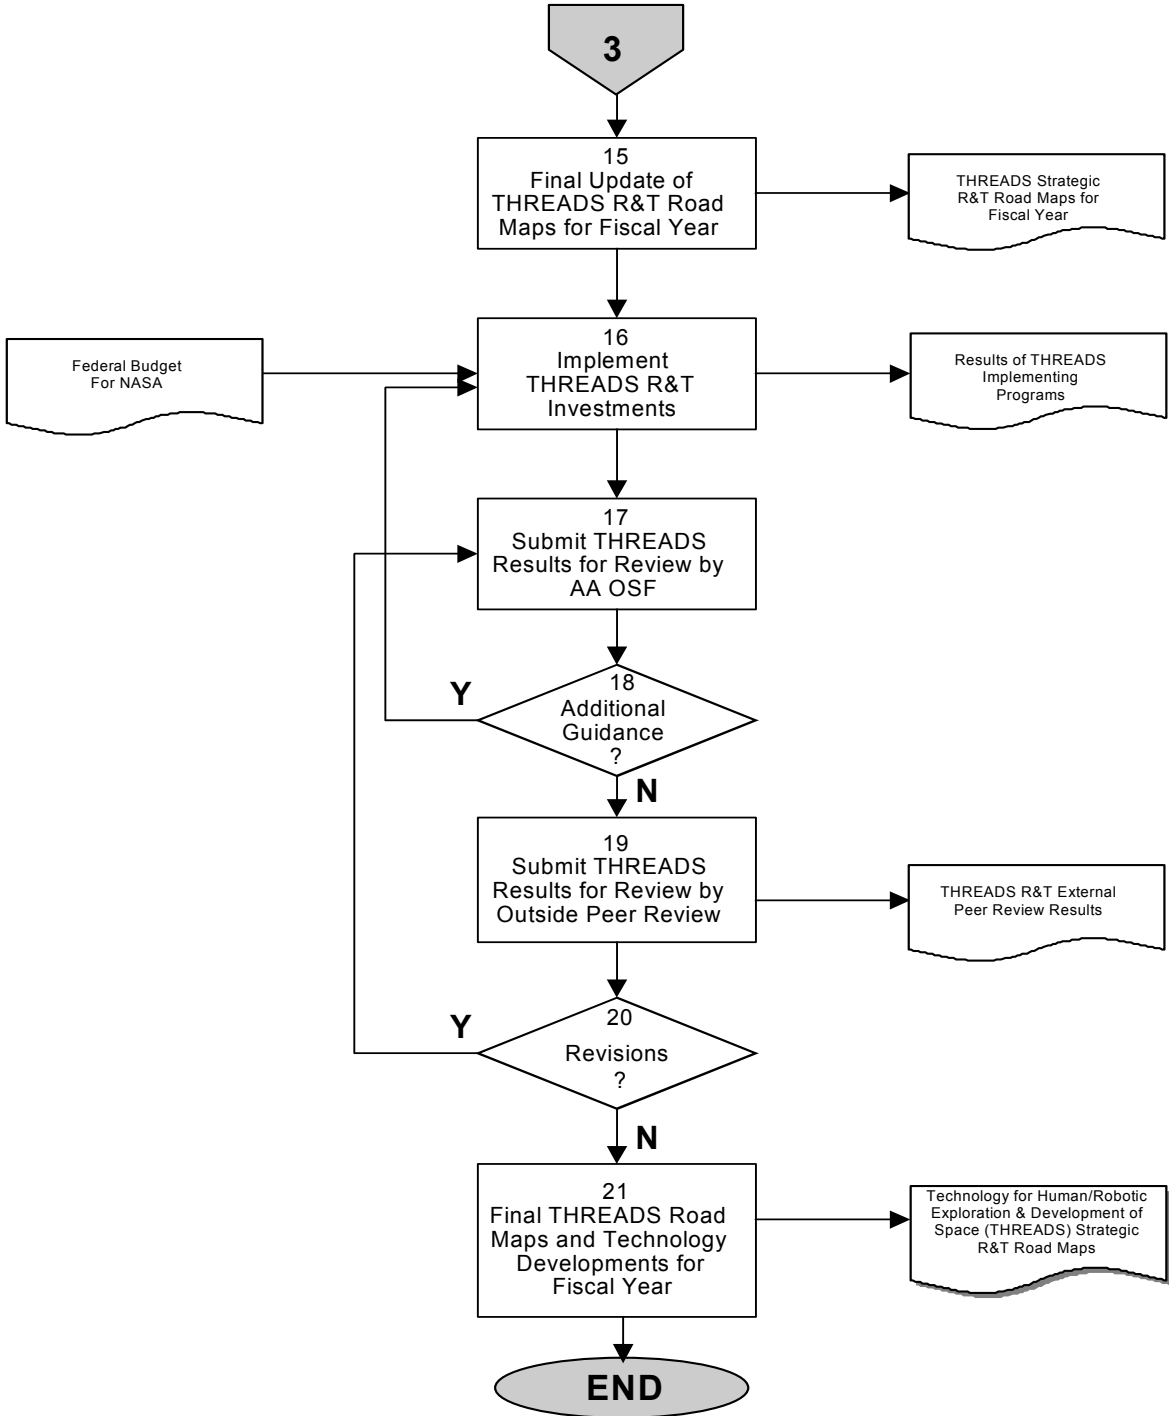 3
15
Final Update of
THREADS R&T Road
Maps for Fiscal Year
THREADS Strategic
R&T Road Maps for
Fiscal Year
Federal Budget
For NASA
16
Implement
THREADS R&T
Investments
Results of THREADS
Implementing
Programs
17
Submit THREADS
Results for Review by
AA OSF
Y
18
Additional
Guidance
?
N
19
Submit THREADS
Results for Review by
Outside Peer Review
THREADS R&T External
Peer Review Results
Y
20
Revisions
?
N
21
Final THREADS Road
Maps and Technology
Developments for
Fiscal Year
Technology for Human/Robotic
Exploration & Development of
Space (THREADS) Strategic
R&T Road Maps
END